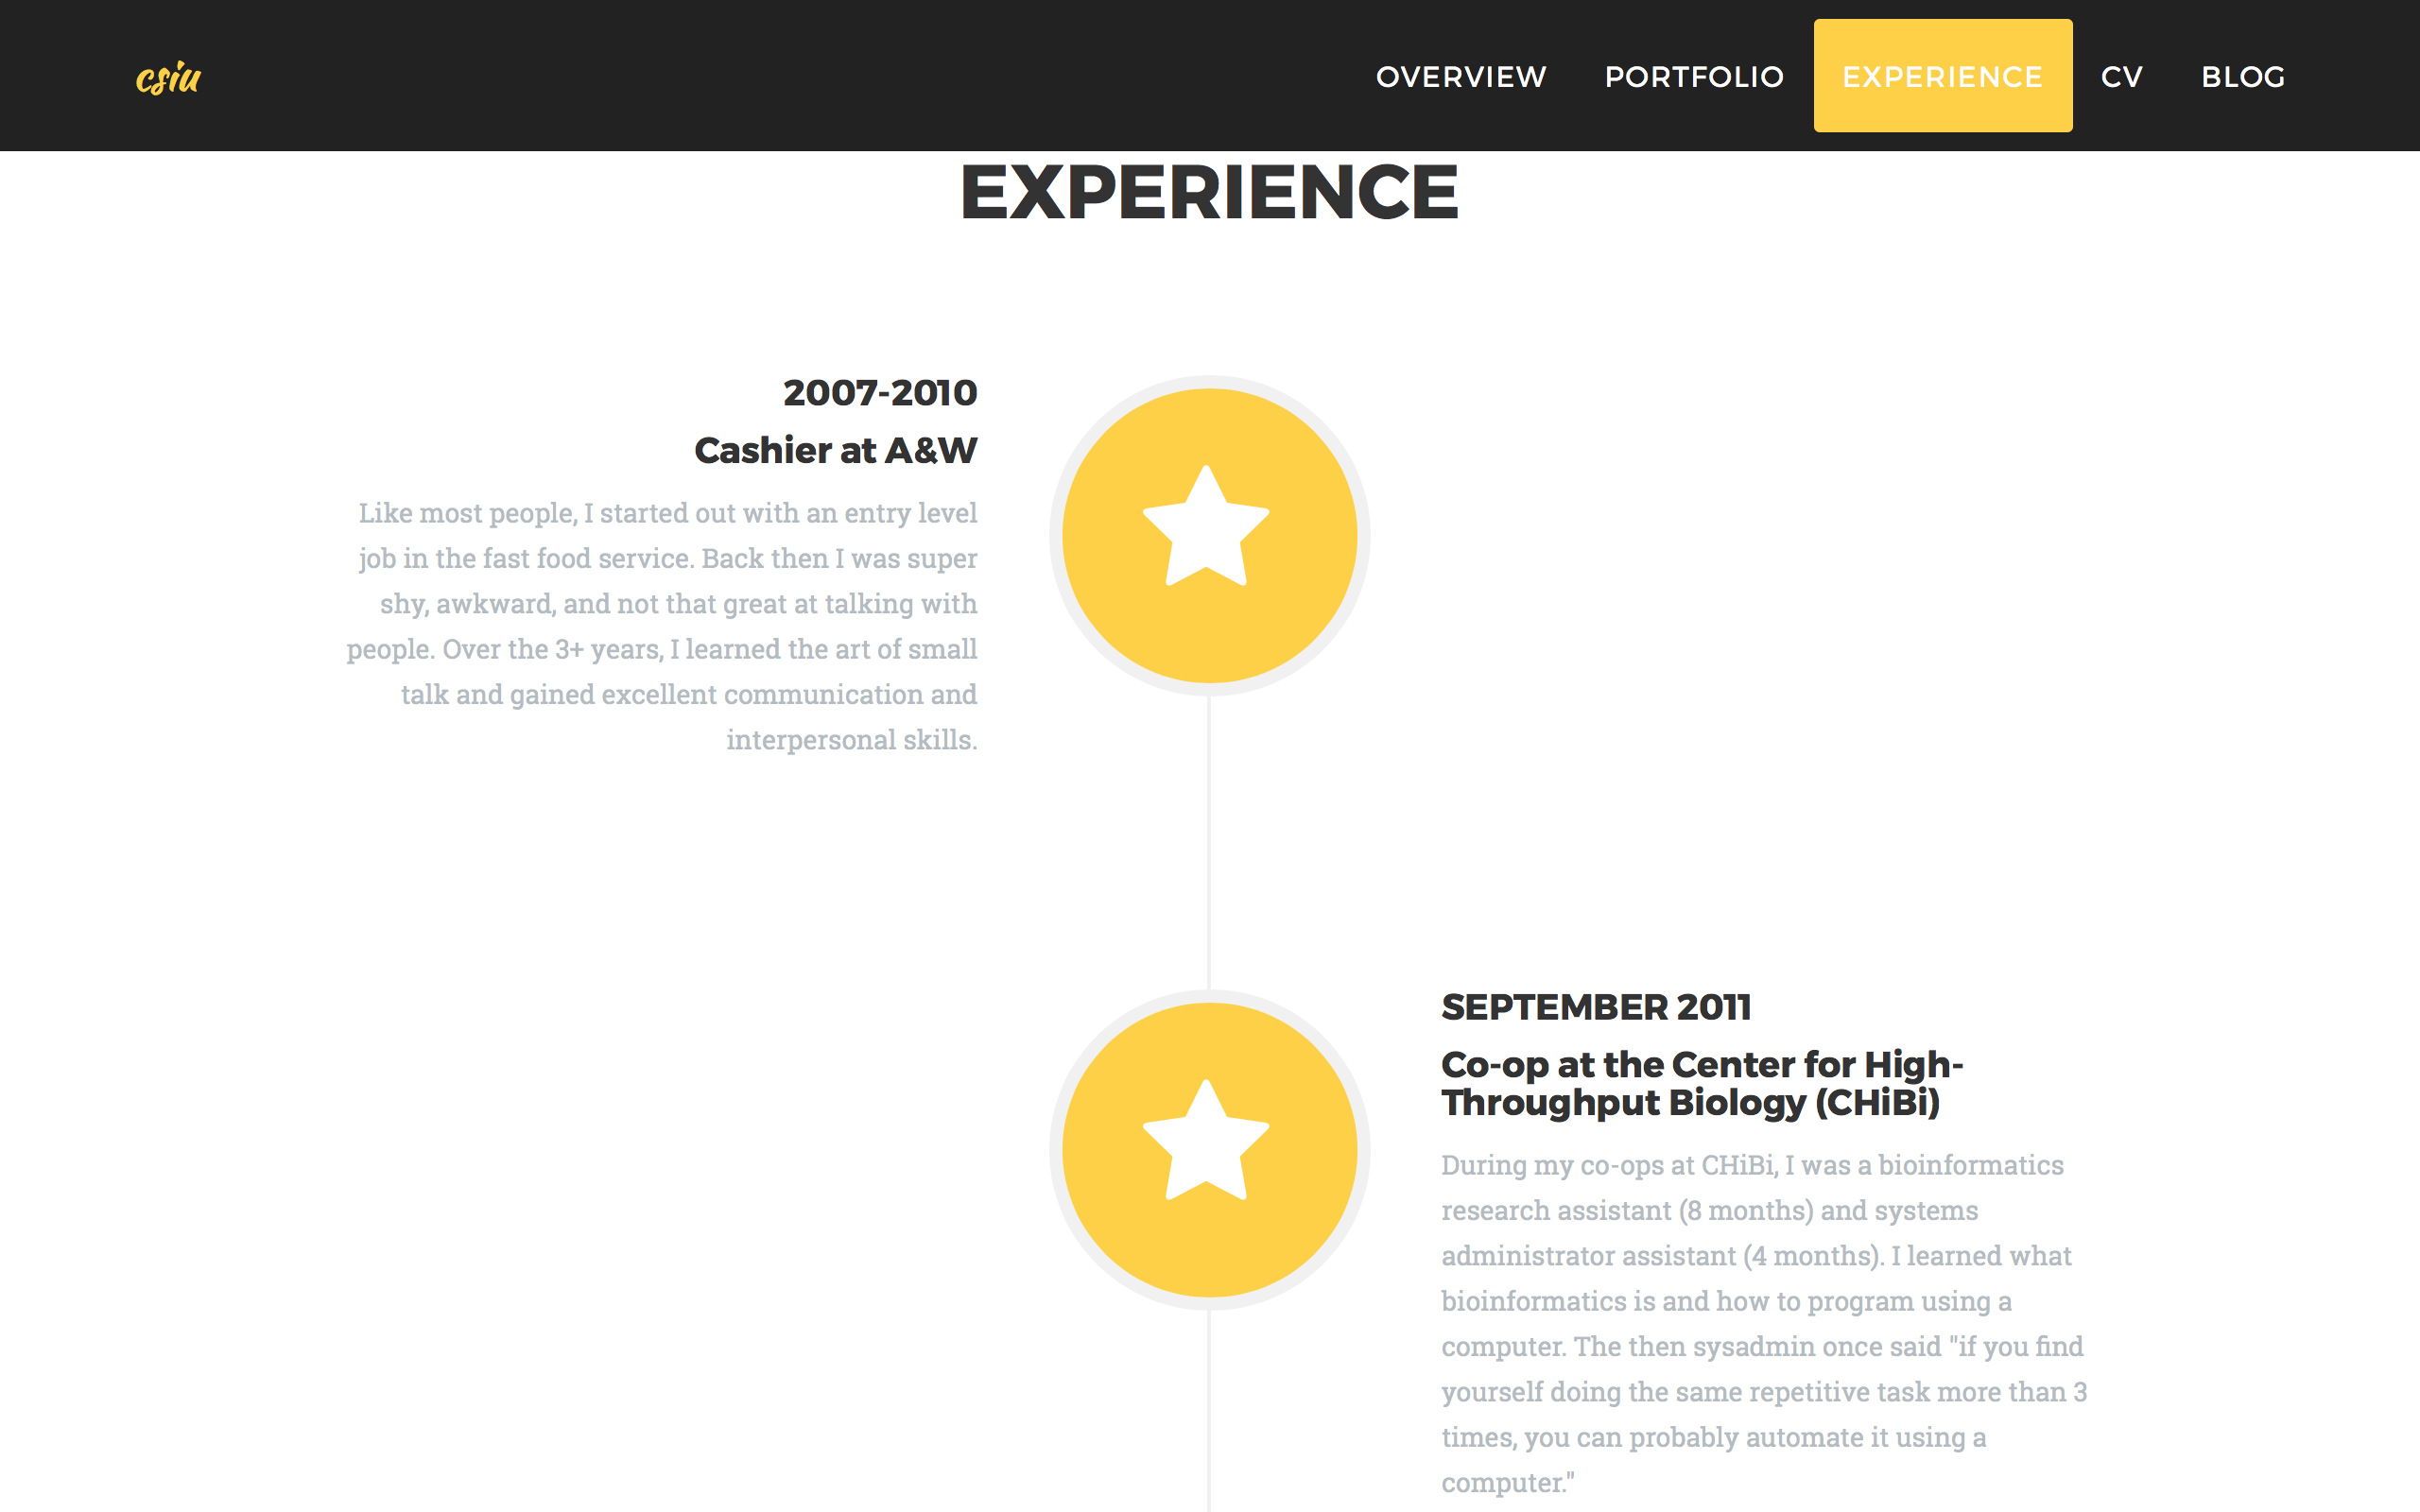 csiu
OVERVIEW PORTFOLIO EXPERIENCE CV BLOG
EXPERIENCE
2007-2010
Cashier at A&W
Like most people, I started out with an entry level
job in the fast food service. Back then I was super
shy, awkward, and not that great at talking with
people. Over the 3+ years, I learned the art of small
talk and gained excellent communication and
interpersonal skills.
SEPTEMBER 2011
Co-op at the Center for High-
Throughput Biology (CHiBi)
During my co-ops at CHiBi, I was a bioinformatics
research assistant (8 months) and systems
administrator assistant (4 months). I learned what
bioinformatics is and how to program using a
computer. The then sysadmin once said "if you find
yourself doing the same repetitive task more than 3
times, you can probably automate it using a
computer."